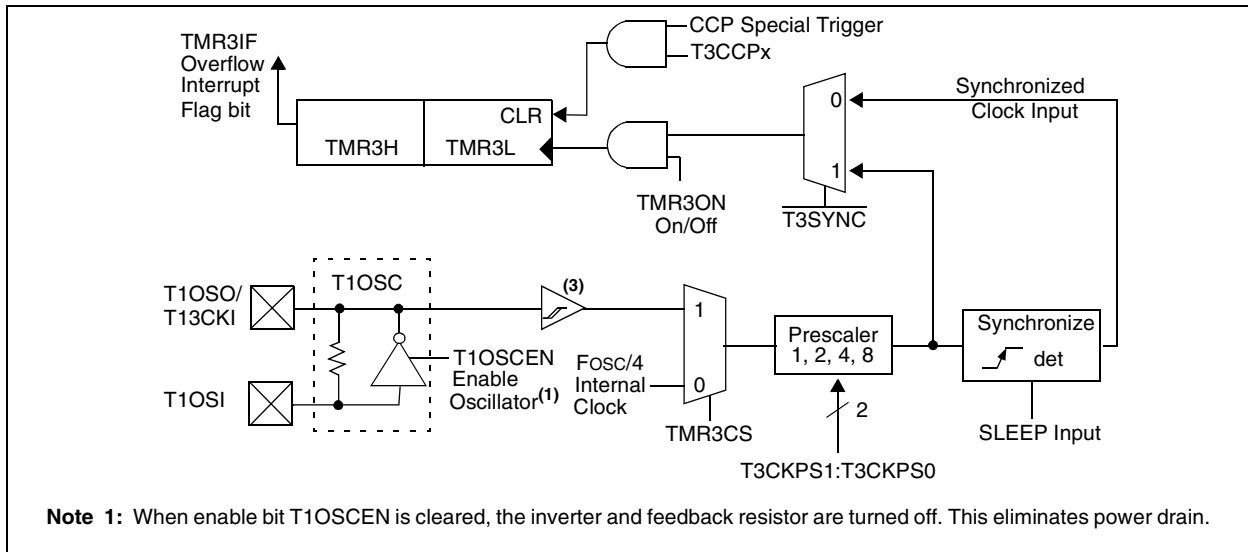 CCP Special Trigger
T3CCPx
TMR3IF
Overflow
Interrupt
Flag bit
TMR3H
TMR3L
CLR
TMR3ON
On/Off
0
1
T3SYNC
Synchronized
Clock Input
T1OSO/
T13CKI
T1OSI
T1OSC
T1OSCEN
Enable
Oscillator(1)
(3)
FOSC/4
Internal
Clock
1
0
TMR3CS
Prescaler
1, 2, 4, 8
2
T3CKPS1:T3CKPS0
Synchronize
det
SLEEP Input
Note 1: When enable bit T1OSCEN is cleared, the inverter and feedback resistor are turned off. This eliminates power drain.